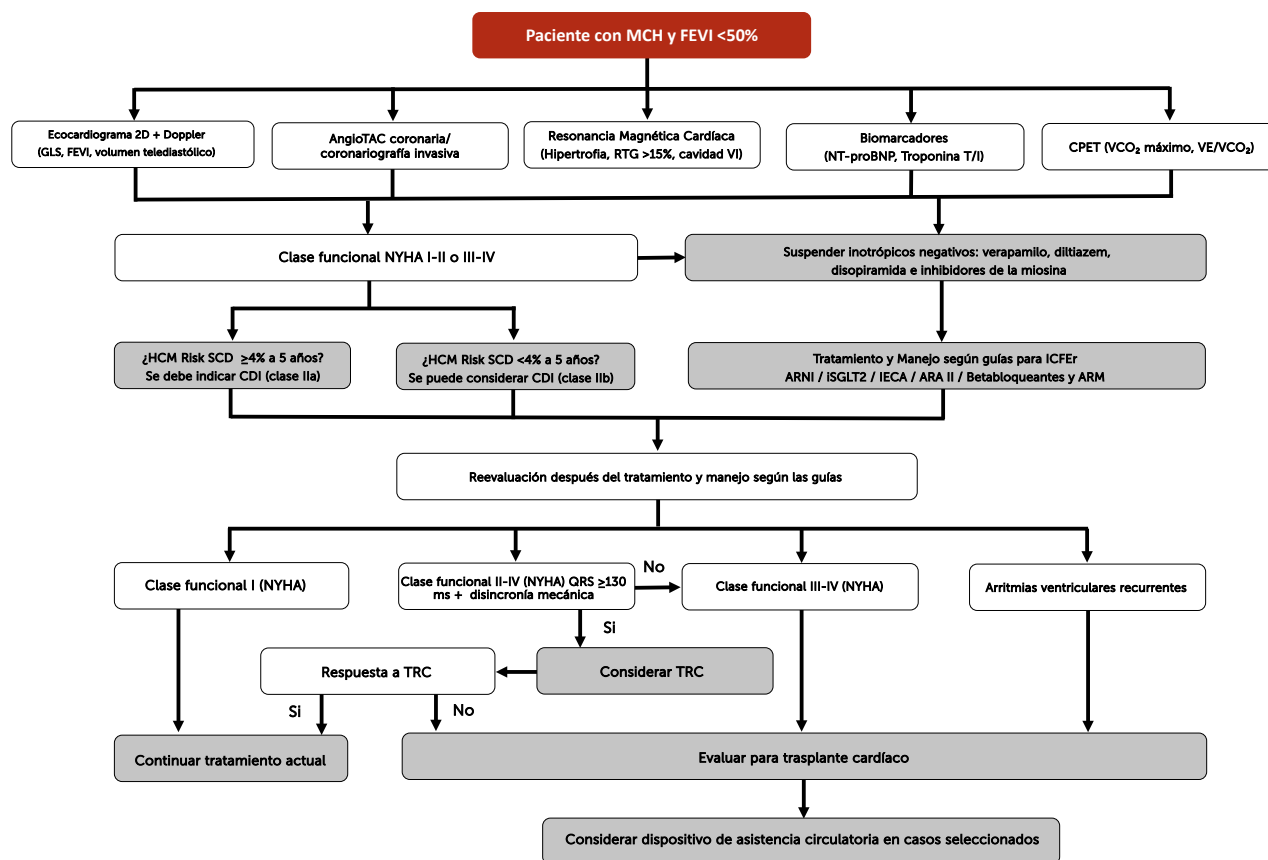 Paciente con MCH y FEVI <50%
Ecocardiograma 2D + Doppler
(GLS, FEVI, volumen telediastólico)
AngioTAC coronaria/
coronariografía invasiva
Resonancia Magnética Cardíaca
(Hipertrofia, RTG >15%, cavidad VI)
Biomarcadores
(NT-proBNP, Troponina T/I)
CPET (VCO₂ máximo, VE/VCO₂)
Clase funcional NYHA I-II o III-IV
Suspender inotrópicos negativos: verapamilo, diltiazem,
disopiramida e inhibidores de la miosina
¿HCM Risk SCD ≥4% a 5 años?
Se debe indicar CDI (clase IIa)
¿HCM Risk SCD <4% a 5 años?
Se puede considerar CDI (clase IIb)
Tratamiento y Manejo según guías para ICFEr
ARNI / iSGLT2 / IECA / ARA II / Betabloqueantes y ARM
Reevaluación después del tratamiento y manejo según las guías
Clase funcional I (NYHA)
Clase funcional II-IV (NYHA) QRS ≥130
ms + disincronía mecánica
No
Clase funcional III-IV (NYHA)
Arritmias ventriculares recurrentes
Si
Respuesta a TRC
Considerar TRC
Si
No
Continuar tratamiento actual
Evaluar para trasplante cardíaco
Considerar dispositivo de asistencia circulatoria en casos seleccionados